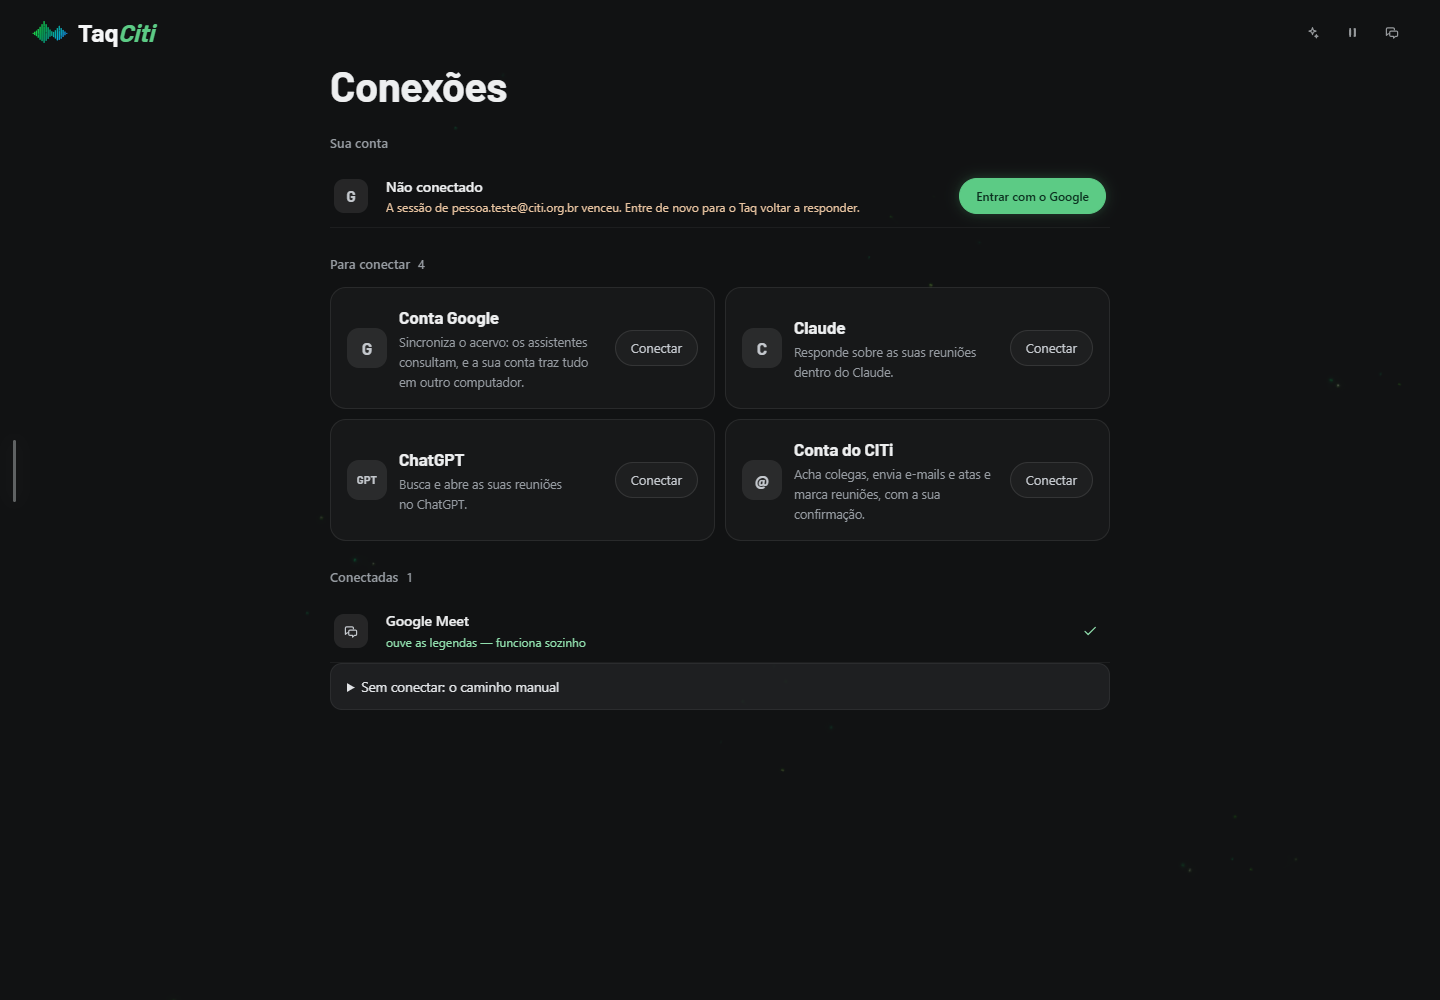 TaqCiti
Conexões
Sua conta
G
Não conectado
A sessão de pessoa.teste@citi.org.br venceu. Entre de novo para o Taq voltar a responder.
Entrar com o Google
Para conectar 4
G
Conta Google
Sincroniza o acervo: os assistentes
consultam, e a sua conta traz tudo
em outro computador.
Conectar
C
Claude
Responde sobre as suas reuniões
dentro do Claude.
Conectar
GPT
ChatGPT
Busca e abre as suas reuniões
no ChatGPT.
Conectar
@
Conta do CITi
Acha colegas, envia e-mails e atas e
marca reuniões, com a sua
confirmação.
Conectar
Conectadas 1
Google Meet
ouve as legendas — funciona sozinho
Sem conectar: o caminho manual